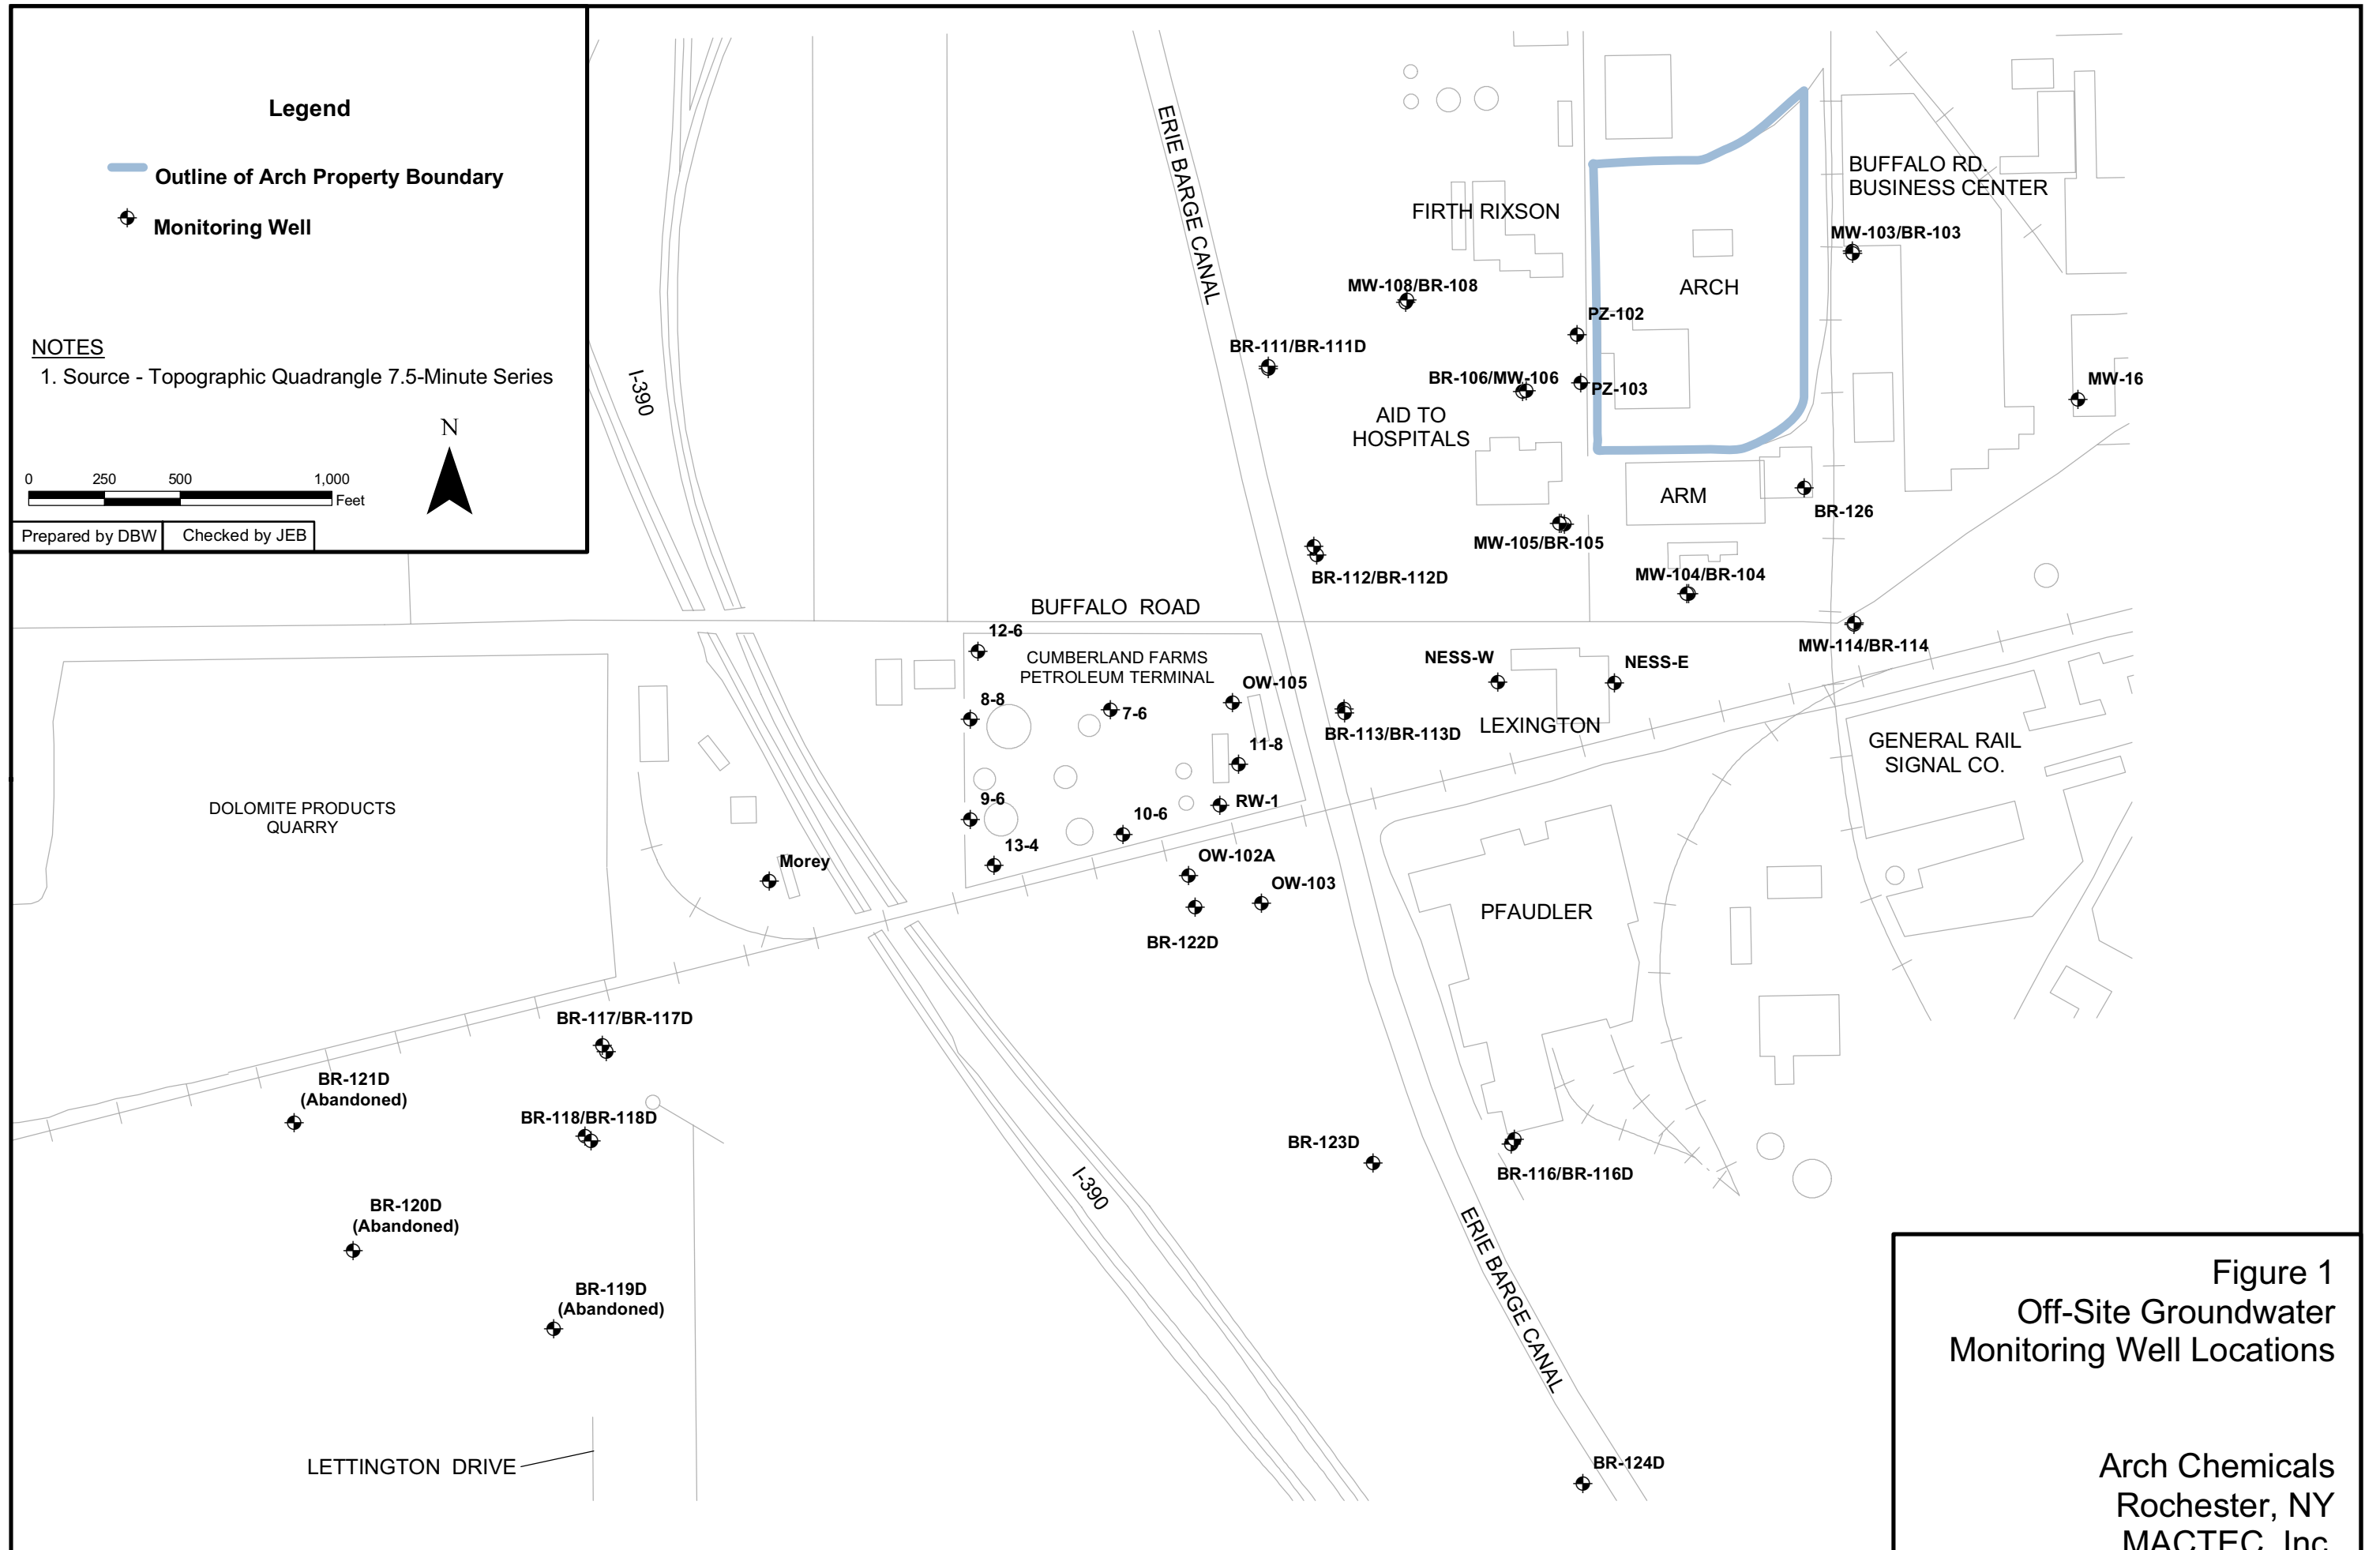 Legend
Outline of Arch Property Boundary
Monitoring Well
NOTES
1. Source - Topographic Quadrangle 7.5-Minute Series
N
0 250 500 1,000
Feet
Prepared by DBW Checked by JEB
I-390
ERIE BARGE CANAL
FIRTH RIXSON
BUFFALO RD.
BUSINESS CENTER
MW-103/BR-103
ARCH
MW-108/BR-108
PZ-102
BR-111/BR-111D
BR-106/MW-106
PZ-103
MW-16
AID TO
HOSPITALS
ARM
BR-126
MW-105/BR-105
BR-112/BR-112D
MW-104/BR-104
BUFFALO ROAD
12-6
MW-114/BR-114
CUMBERLAND FARMS
PETROLEUM TERMINAL
NESS-W
NESS-E
OW-105
8-8
7-6
BR-113/BR-113D
LEXINGTON
11-8
GENERAL RAIL
SIGNAL CO.
9-6
RW-1
10-6
DOLOMITE PRODUCTS
QUARRY
13-4
Morey
OW-102A
OW-103
PFAUDLER
BR-122D
BR-117/BR-117D
BR-121D
(Abandoned)
BR-118/BR-118D
BR-123D
BR-116/BR-116D
I-390
BR-120D
(Abandoned)
ERIE BARGE CANAL
BR-119D
(Abandoned)
LETTINGTON DRIVE
BR-124D
Figure 1
Off-Site Groundwater
Monitoring Well Locations
Arch Chemicals
Rochester, NY
MACTEC, Inc.